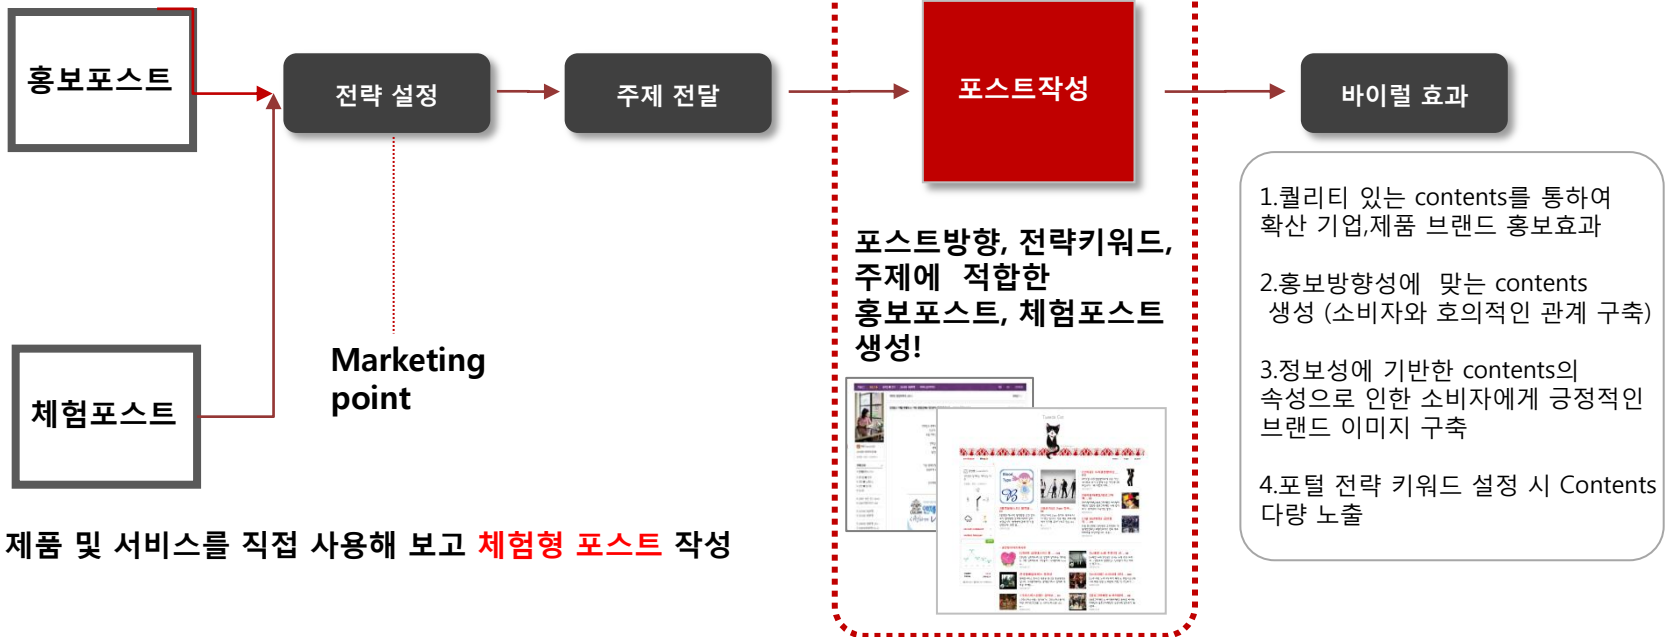 홍보포스트
전략 설정
주제 전달
포스트작성
바이럴 효과
체험포스트
Marketing
point
포스트방향, 전략키워드,
주제에 적합한
홍보포스트, 체험포스트
생성!
1.퀄리티 있는 contents를 통하여
확산 기업,제품 브랜드 홍보효과
2.홍보방향성에 맞는 contents
생성 (소비자와 호의적인 관계 구축)
3.정보성에 기반한 contents의
속성으로 인한 소비자에게 긍정적인
브랜드 이미지 구축
4.포털 전략 키워드 설정 시 Contents
다량 노출
제품 및 서비스를 직접 사용해 보고 체험형 포스트 작성